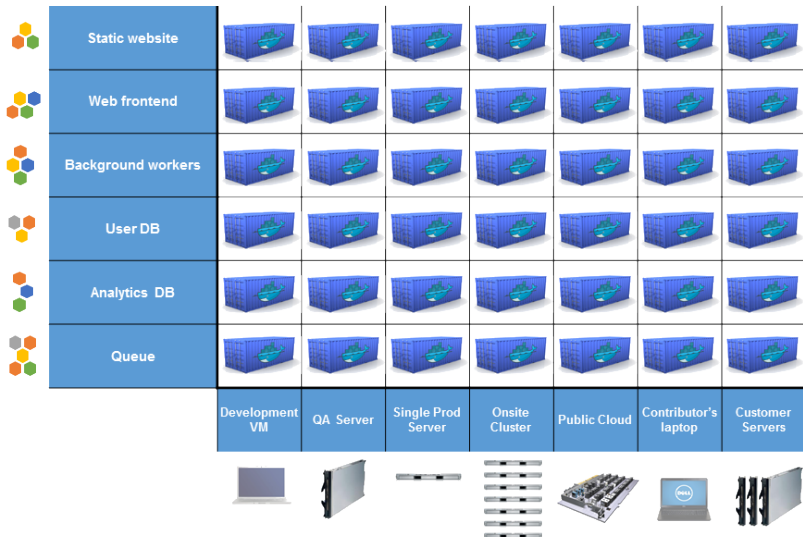 Static website
Web frontend
Background workers
User DB
Analytics DB
Queue
Development
VM
QA Server
Single Prod
Server
Onsite
Cluster
Public Cloud
Contributor's
laptop
Customer
Servers
DELL